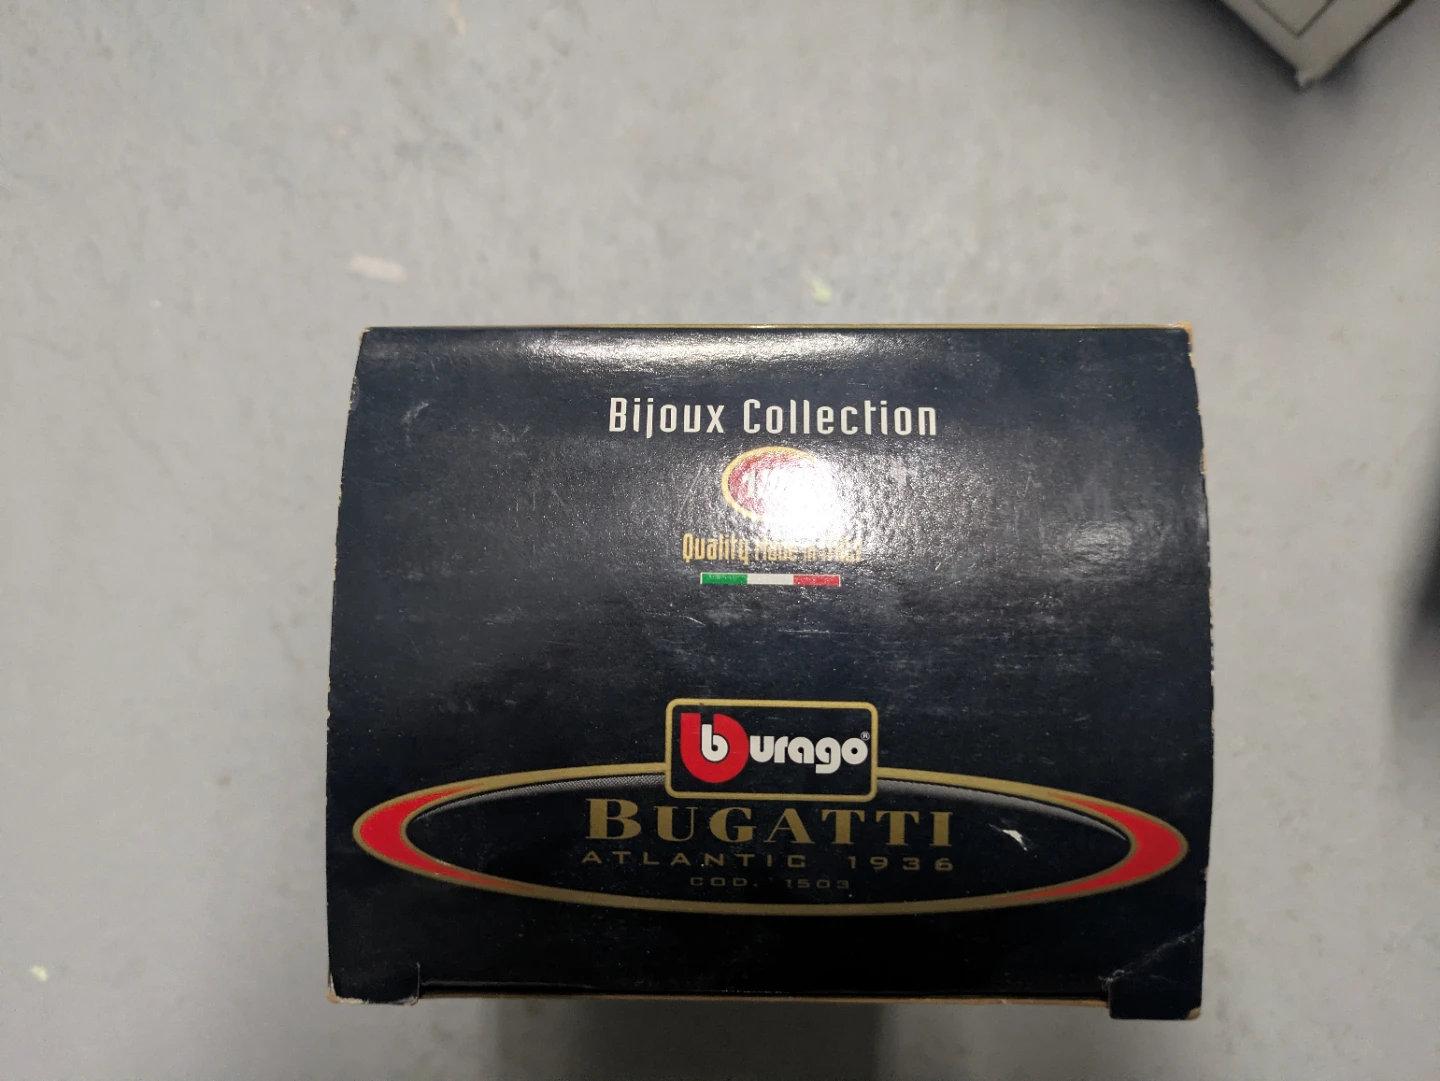 Bijoux Collection
Quality Made in Italy
burago®
BUGATTI
ATLANTIC 1936
COD. 1503